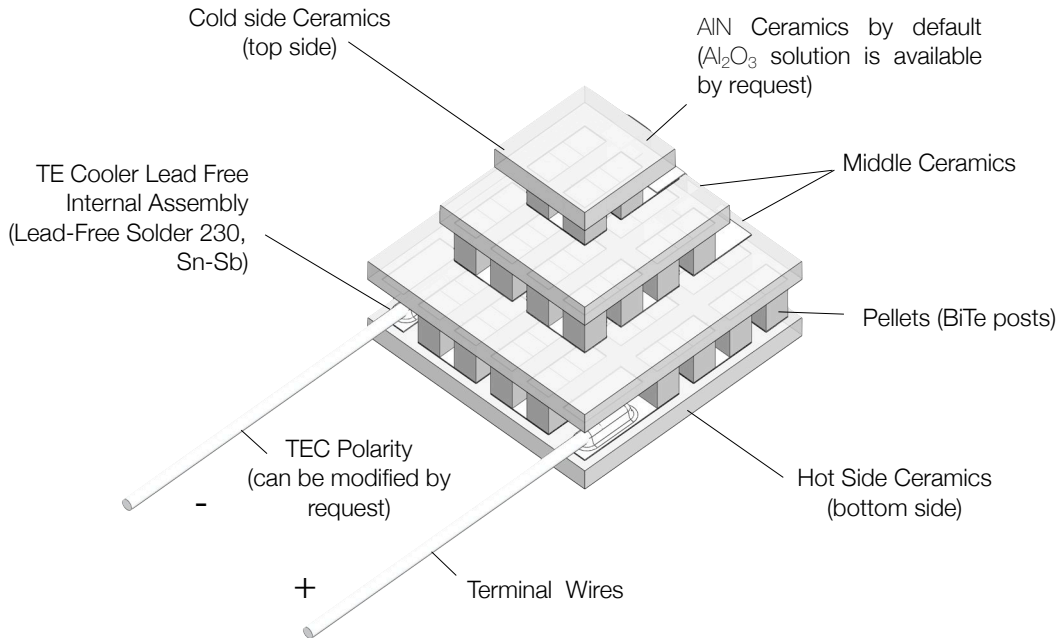 Cold side Ceramics
(top side)
AlN Ceramics by default
(Al₂O₃ solution is available
by request)
TE Cooler Lead Free
Internal Assembly
(Lead-Free Solder 230,
Sn-Sb)
Middle Ceramics
Pellets (BiTe posts)
TEC Polarity
(can be modified by
request)
-
Hot Side Ceramics
(bottom side)
+
Terminal Wires